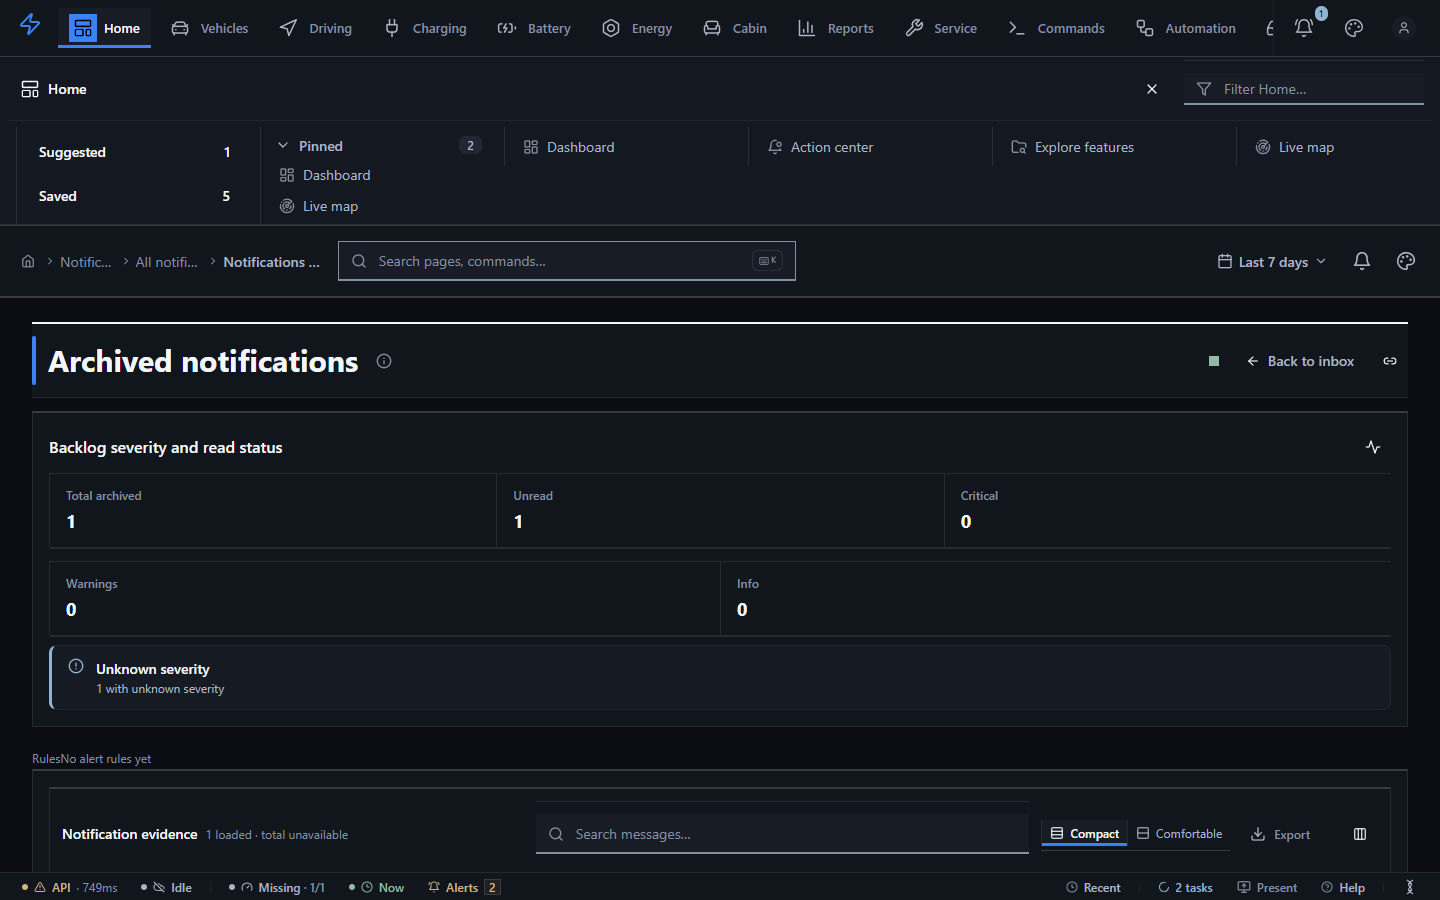 Home
Vehicles
Driving
Charging
Battery
Energy
Cabin
Reports
Service
Commands
Automation
1
Home
Filter Home...
Suggested 1
Saved 5
Pinned 2
Dashboard
Live map
Dashboard
Action center
Explore features
Live map
Notific...
All notifi...
Notifications ...
Search pages, commands...
K
Last 7 days
Archived notifications
Back to inbox
Backlog severity and read status
Total archived
1
Unread
1
Critical
0
Warnings
0
Info
0
Unknown severity
1 with unknown severity
RulesNo alert rules yet
Notification evidence 1 loaded · total unavailable
Search messages...
Compact
Comfortable
Export
API · 749ms
Idle
Missing · 1/1
Now
Alerts 2
Recent
2 tasks
Present
Help